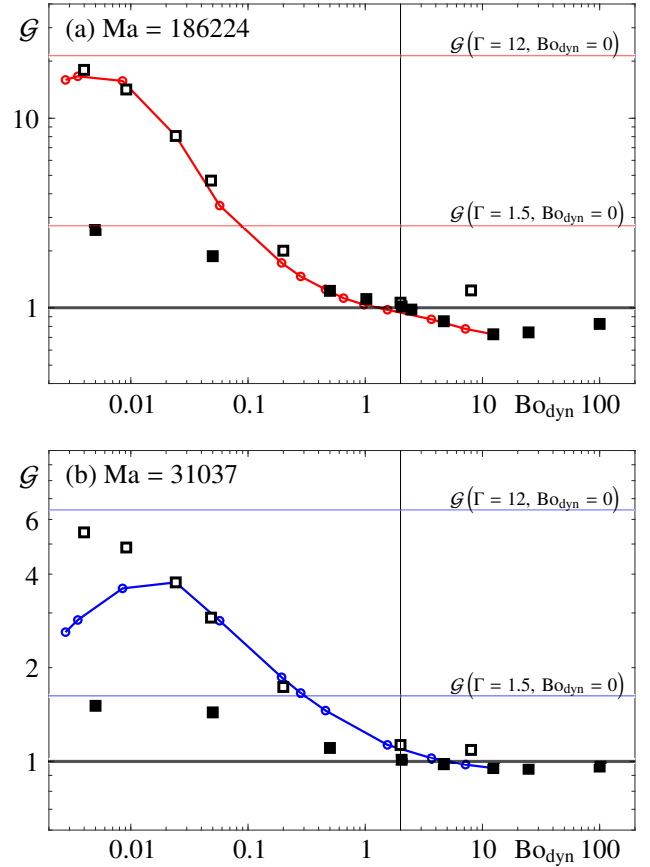 𝒢 (a) Ma = 186224
𝒢(Γ = 12, Bo_dyn = 0)
10
𝒢(Γ = 1.5, Bo_dyn = 0)
1
0.01 0.1 1 10 Bo_dyn 100
𝒢 (b) Ma = 31037
𝒢(Γ = 12, Bo_dyn = 0)
6
4
2
𝒢(Γ = 1.5, Bo_dyn = 0)
1
0.01 0.1 1 10 Bo_dyn 100